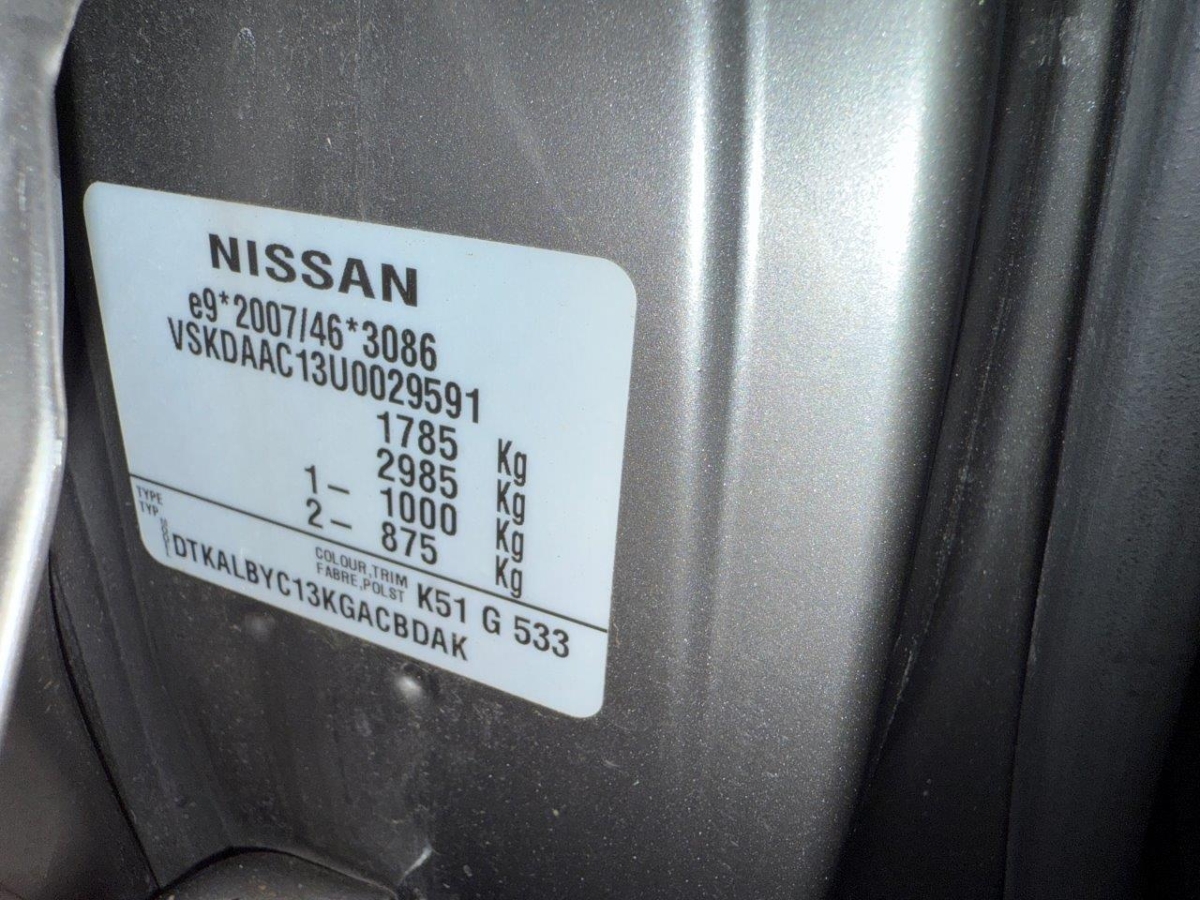 NISSAN
e9*2007/46*3086
VSKDAAC13U0029591
1785 Kg
2985 Kg
1– 1000 Kg
2– 875 Kg
TYPE
TYP
COLOUR,TRIM
FABRE,POLST
K51 G 533
DTKALBYC13KGACBDAK